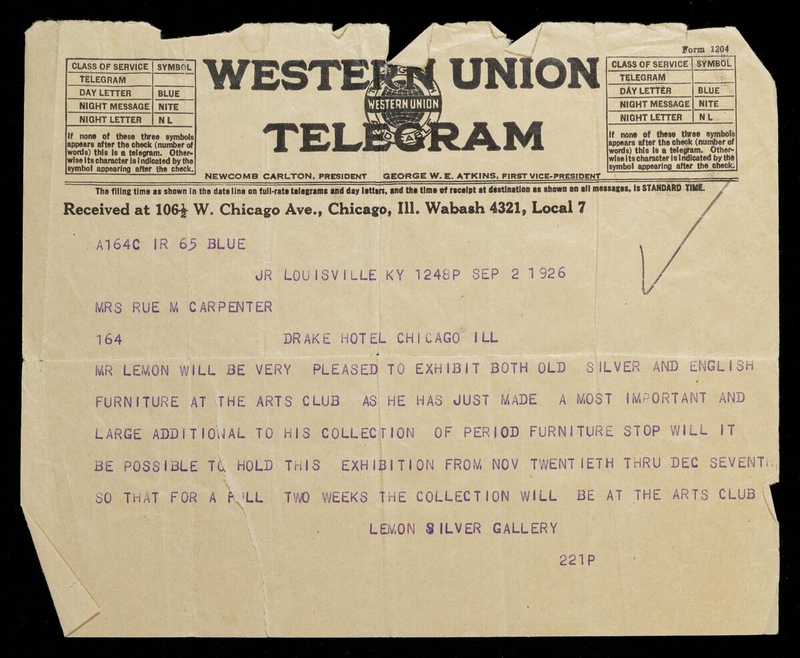 Form 1204
CLASS OF SERVICE SYMBOL
TELEGRAM
DAY LETTER BLUE
NIGHT MESSAGE NITE
NIGHT LETTER N L
If none of these three symbols
appears after the check (number of
words) this is a telegram. Other-
wise its character is indicated by the
symbol appearing after the check.
WESTERN UNION
WESTERN UNION
TELEGRAM
NEWCOMB CARLTON, PRESIDENT GEORGE W. E. ATKINS, FIRST VICE-PRESIDENT
CLASS OF SERVICE SYMBOL
TELEGRAM
DAY LETTER BLUE
NIGHT MESSAGE NITE
NIGHT LETTER N L
If none of these three symbols
appears after the check (number of
words) this is a telegram. Other-
wise its character is indicated by the
symbol appearing after the check.
The filing time as shown in the date line on full-rate telegrams and day letters, and the time of receipt at destination as shown on all messages, is STANDARD TIME.
Received at 106½ W. Chicago Ave., Chicago, Ill. Wabash 4321, Local 7
A164C IR 65 BLUE
JR LOUISVILLE KY 1248P SEP 2 1926
MRS RUE M CARPENTER
164 DRAKE HOTEL CHICAGO ILL
MR LEMON WILL BE VERY PLEASED TO EXHIBIT BOTH OLD SILVER AND ENGLISH
FURNITURE AT THE ARTS CLUB AS HE HAS JUST MADE A MOST IMPORTANT AND
LARGE ADDITIONAL TO HIS COLLECTION OF PERIOD FURNITURE STOP WILL IT
BE POSSIBLE TO HOLD THIS EXHIBITION FROM NOV TWENTIETH THRU DEC SEVENTH
SO THAT FOR A FULL TWO WEEKS THE COLLECTION WILL BE AT THE ARTS CLUB
LEMON SILVER GALLERY
221P